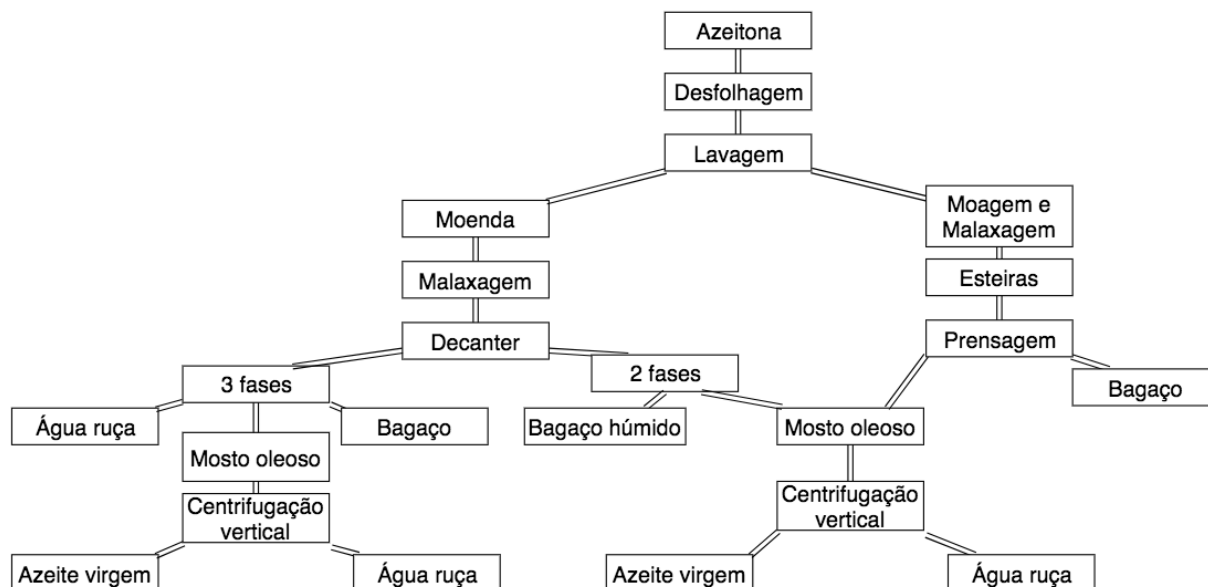 Azeitona
Desfolhagem
Lavagem
Moenda
Moagem e
Malaxagem
Malaxagem
Esteiras
Decanter
Prensagem
3 fases
2 fases
Bagaço
Água ruça
Bagaço
Bagaço húmido
Mosto oleoso
Mosto oleoso
Centrifugação
vertical
Centrifugação
vertical
Azeite virgem
Água ruça
Azeite virgem
Água ruça